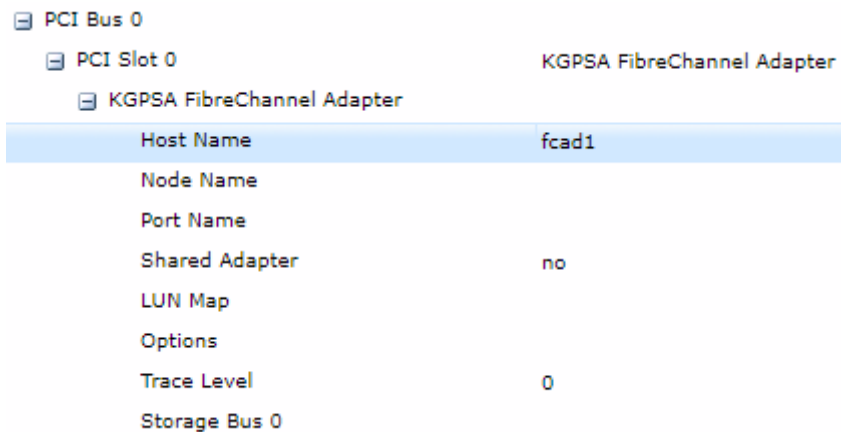 PCI Bus 0
PCI Slot 0 KGPSA FibreChannel Adapter
KGPSA FibreChannel Adapter
Host Name fcad1
Node Name
Port Name
Shared Adapter no
LUN Map
Options
Trace Level 0
Storage Bus 0